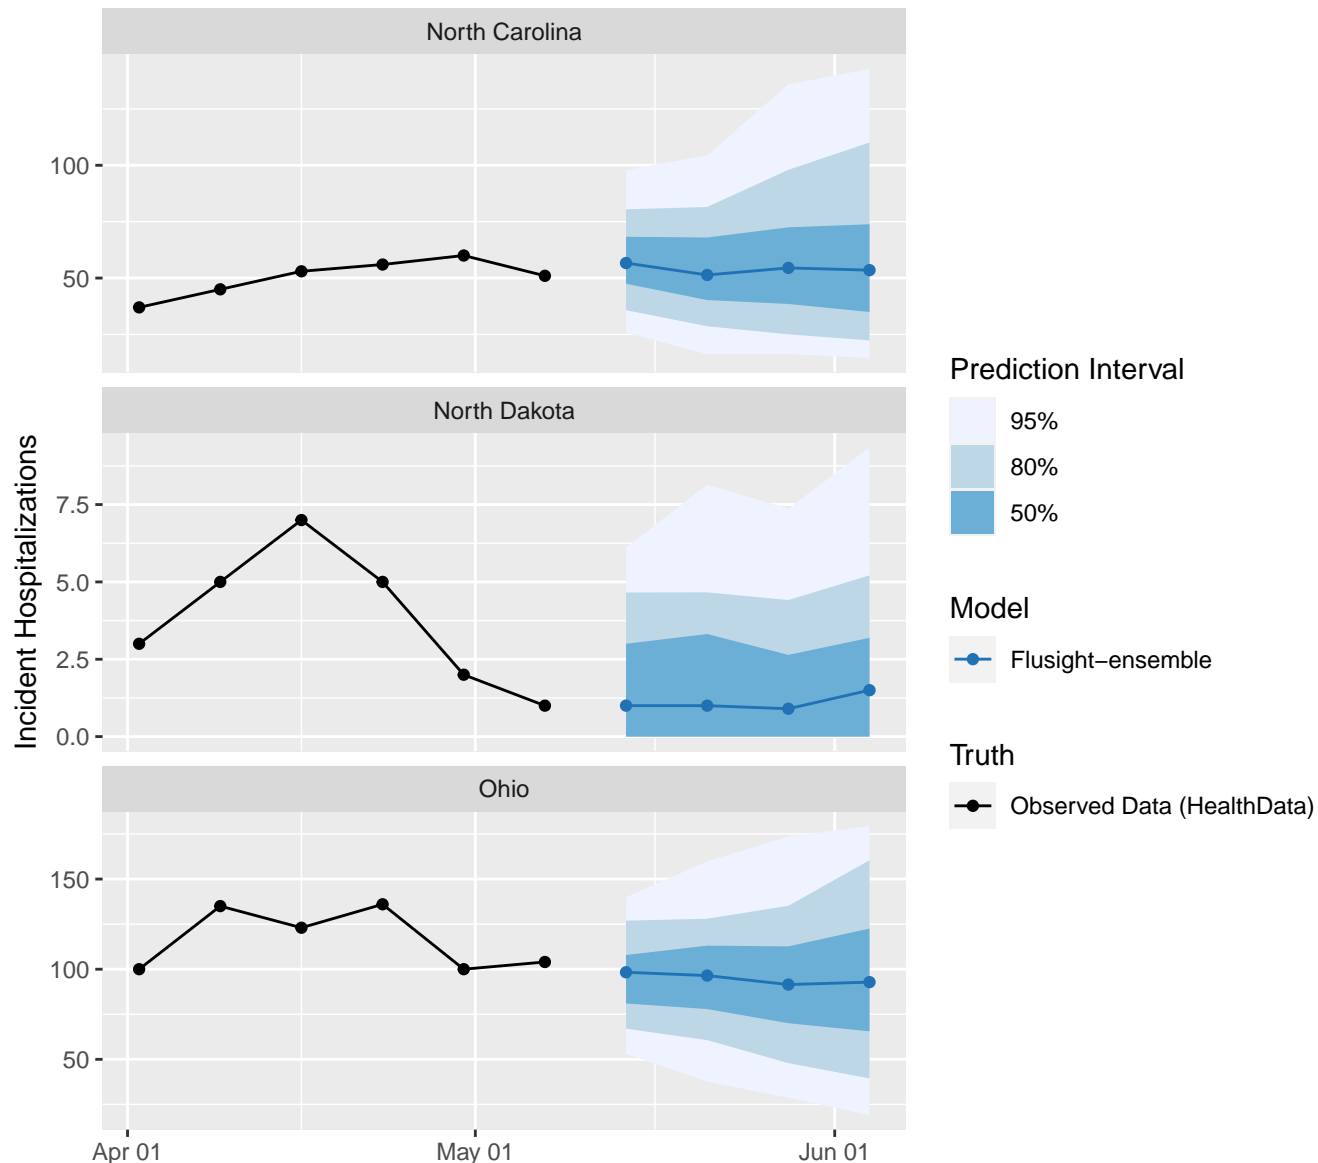 North Carolina
100
50
North Dakota
7.5
5.0
2.5
0.0
Ohio
150
100
50
Apr 01
May 01
Jun 01
Incident Hospitalizations
Prediction Interval
95%
80%
50%
Model
Flusight−ensemble
Truth
Observed Data (HealthData)